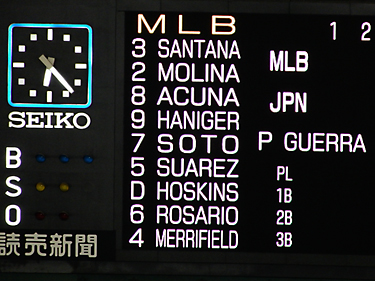 MLB 1 2
3 SANTANA
2 MOLINA
8 ACUNA
9 HANIGER
7 SOTO
5 SUAREZ
D HOSKINS
6 ROSARIO
4 MERRIFIELD
MLB
JPN
P GUERRA
PL
1B
2B
3B
SEIKO
B
S
O
読売新聞